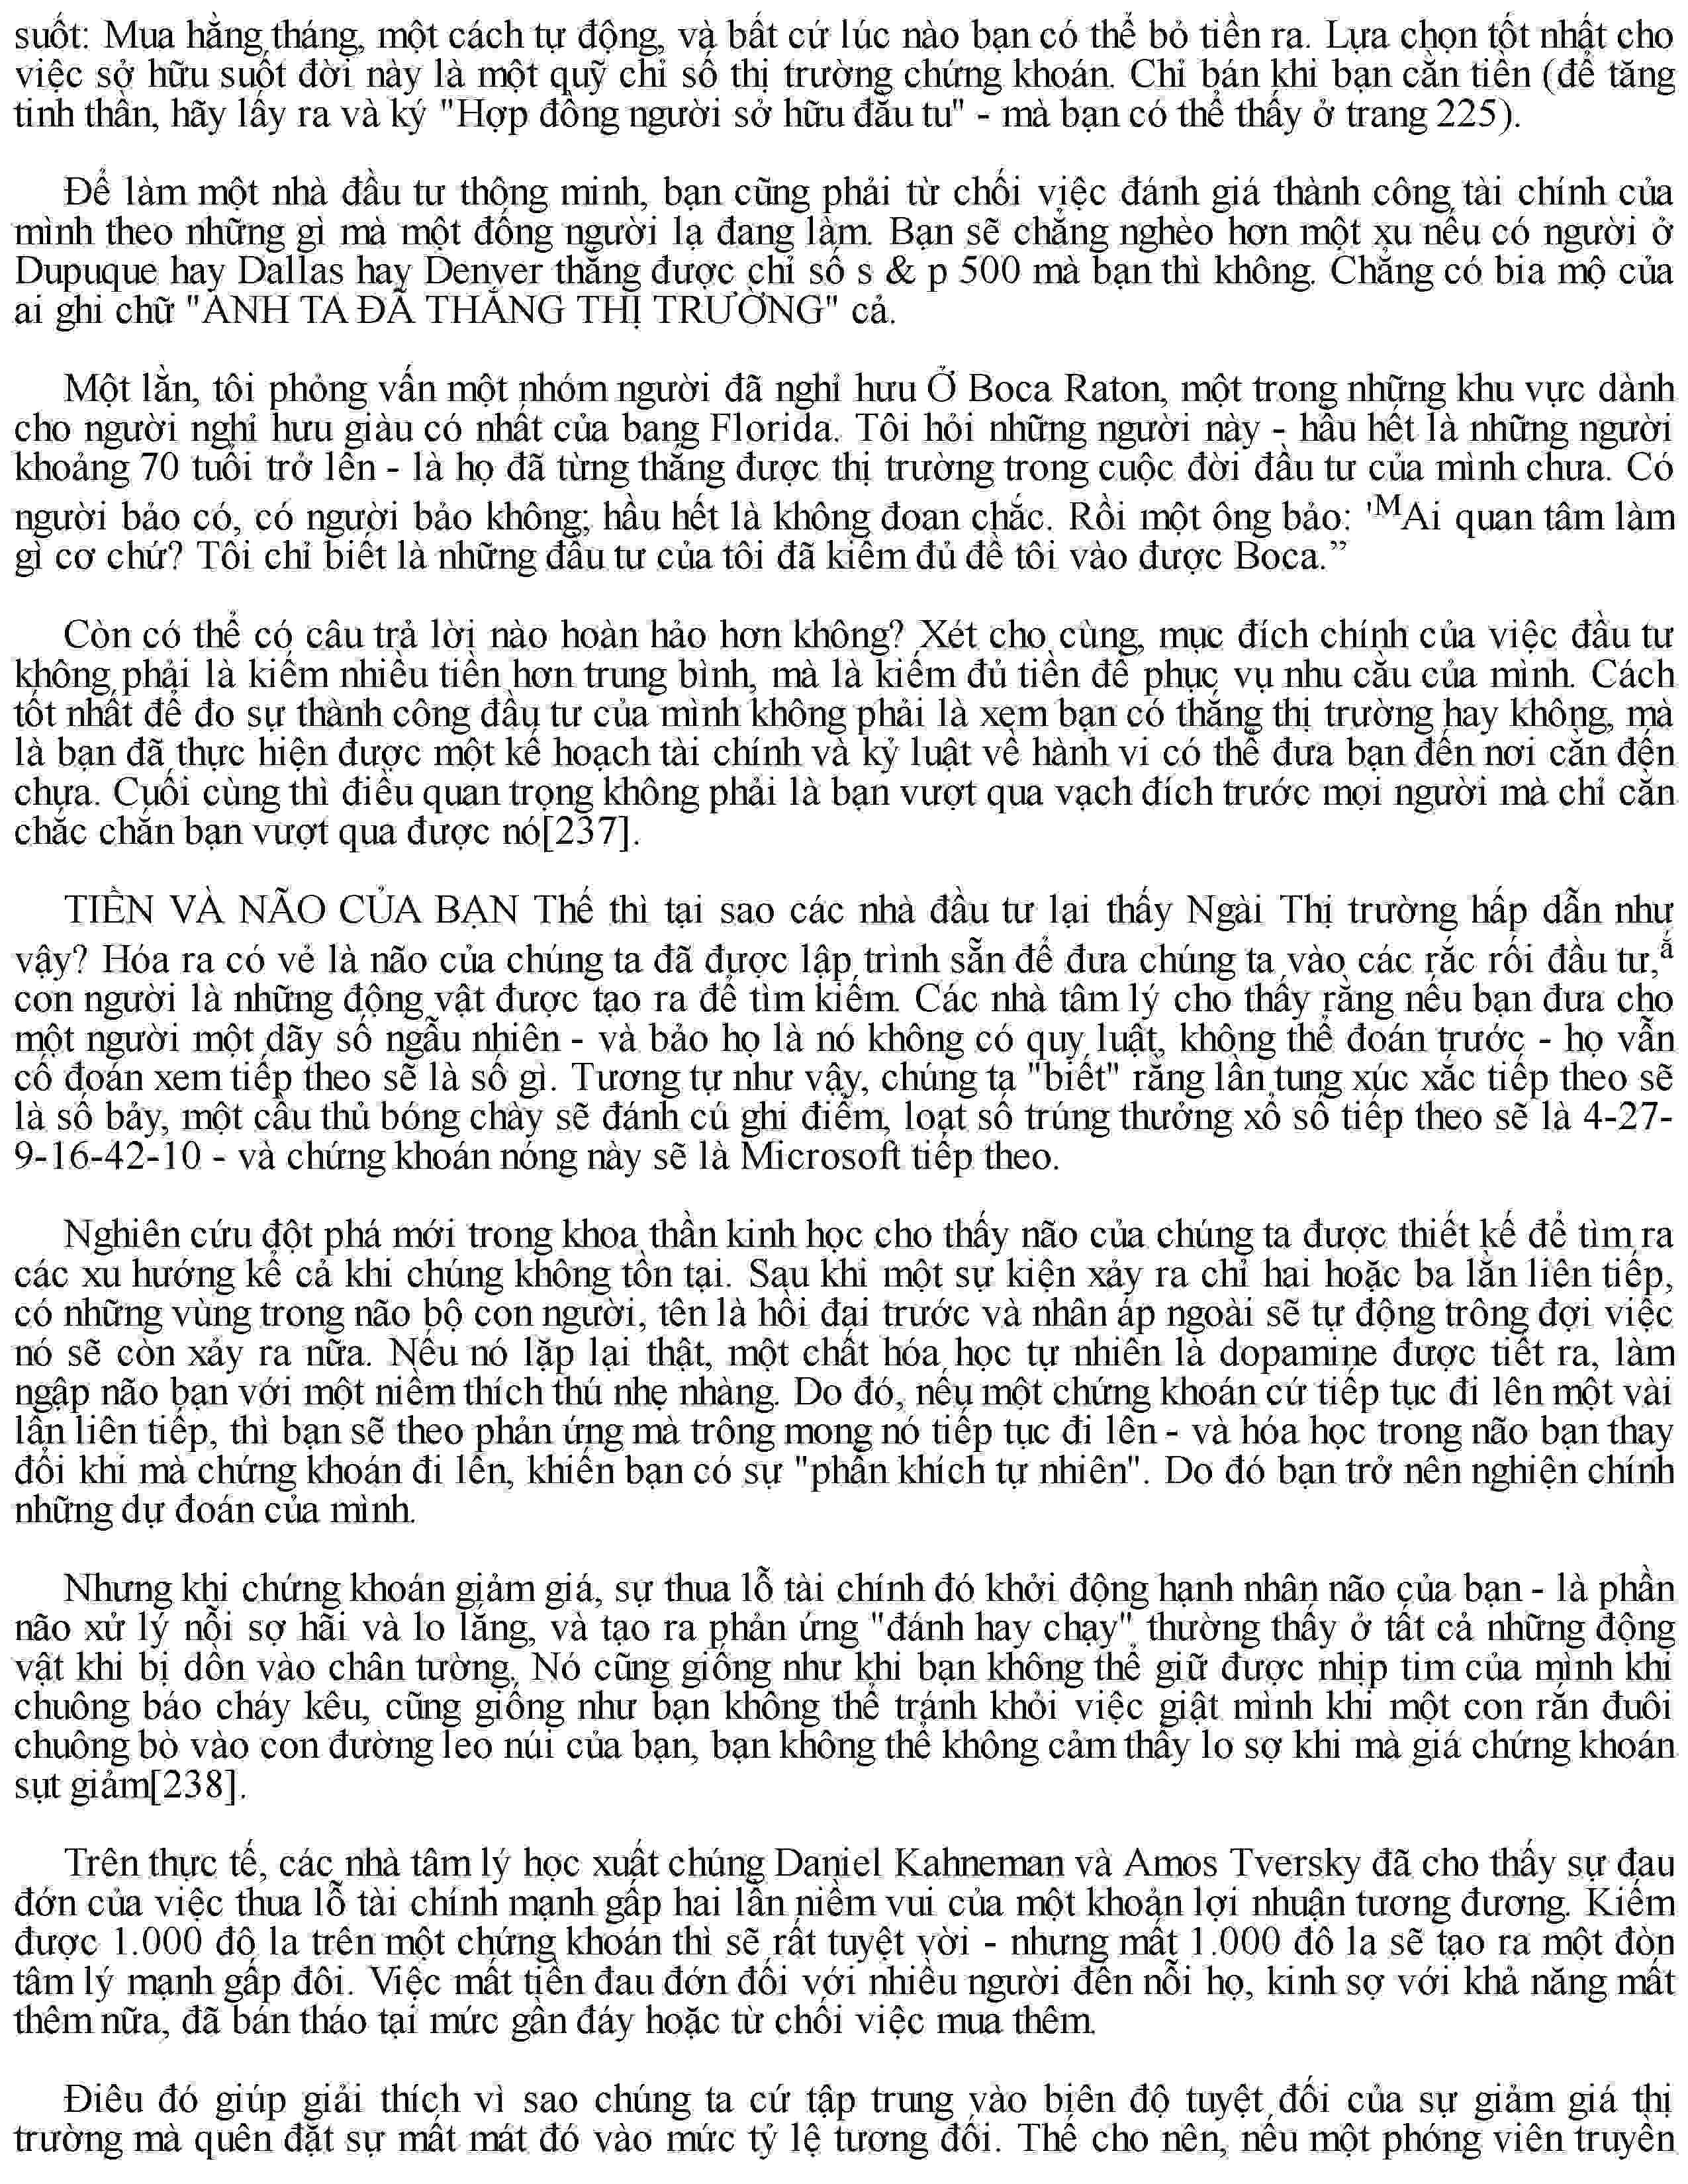 suốt: Mua hằng tháng, một cách tự động, và bất cứ lúc nào bạn có thể bỏ tiền ra. Lựa chọn tốt nhất cho
việc sở hữu suốt đời này là một quỹ chỉ số thị trường chứng khoán. Chỉ bán khi bạn cần tiền (để tăng
tinh thần, hãy lấy ra và ký "Hợp đồng người sở hữu đầu tu" - mà bạn có thể thấy ở trang 225).
Để làm một nhà đầu tư thông minh, bạn cũng phải từ chối việc đánh giá thành công tài chính của
mình theo những gì mà một đống người lạ đang làm. Bạn sẽ chẳng nghèo hơn một xu nếu có người ở
Dupuque hay Dallas hay Denver thắng được chỉ số s & p 500 mà bạn thì không. Chẳng có bia mộ của
ai ghi chữ "ANH TA ĐÃ THẮNG THỊ TRƯỜNG" cả.
Một lần, tôi phỏng vấn một nhóm người đã nghỉ hưu Ở Boca Raton, một trong những khu vực dành
cho người nghỉ hưu giàu có nhất của bang Florida. Tôi hỏi những người này - hầu hết là những người
khoảng 70 tuổi trở lên - là họ đã từng thắng được thị trường trong cuộc đời đầu tư của mình chưa. Có
người bảo có, có người bảo không; hầu hết là không đoan chắc. Rồi một ông bảo: 'MAi quan tâm làm
gì cơ chứ? Tôi chỉ biết là những đầu tư của tôi đã kiếm đủ để tôi vào được Boca.”
Còn có thể có câu trả lời nào hoàn hảo hơn không? Xét cho cùng, mục đích chính của việc đầu tư
không phải là kiếm nhiều tiền hơn trung bình, mà là kiếm đủ tiền để phục vụ nhu cầu của mình. Cách
tốt nhất để đo sự thành công đầu tư của mình không phải là xem bạn có thắng thị trường hay không, mà
là bạn đã thực hiện được một kế hoạch tài chính và kỷ luật về hành vi có thể đưa bạn đến nơi cần đến
chưa. Cuối cùng thì điều quan trọng không phải là bạn vượt qua vạch đích trước mọi người mà chỉ cần
chắc chắn bạn vượt qua được nó[237].
TIỀN VÀ NÃO CỦA BẠN Thế thì tại sao các nhà đầu tư lại thấy Ngài Thị trường hấp dẫn như
vậy? Hóa ra có vẻ là não của chúng ta đã được lập trình sẵn để đưa chúng ta vào các rắc rối đầu tư,ấ
con người là những động vật được tạo ra để tìm kiếm. Các nhà tâm lý cho thấy rằng nếu bạn đưa cho
một người một dãy số ngẫu nhiên - và bảo họ là nó không có quy luật, không thể đoán trước - họ vẫn
cố đoán xem tiếp theo sẽ là số gì. Tương tự như vậy, chúng ta "biết" rằng lần tung xúc xắc tiếp theo sẽ
là số bảy, một cầu thủ bóng chày sẽ đánh cú ghi điểm, loạt số trúng thưởng xổ số tiếp theo sẽ là 4-27-
9-16-42-10 - và chứng khoán nóng này sẽ là Microsoft tiếp theo.
Nghiên cứu đột phá mới trong khoa thần kinh học cho thấy não của chúng ta được thiết kế để tìm ra
các xu hướng kể cả khi chúng không tồn tại. Sau khi một sự kiện xảy ra chỉ hai hoặc ba lần liên tiếp,
có những vùng trong não bộ con người, tên là hồi đai trước và nhân áp ngoài sẽ tự động trông đợi việc
nó sẽ còn xảy ra nữa. Nếu nó lặp lại thật, một chất hóa học tự nhiên là dopamine được tiết ra, làm
ngập não bạn với một niềm thích thú nhẹ nhàng. Do đó, nếu một chứng khoán cứ tiếp tục đi lên một vài
lần liên tiếp, thì bạn sẽ theo phản ứng mà trông mong nó tiếp tục đi lên - và hóa học trong não bạn thay
đổi khi mà chứng khoán đi lên, khiến bạn có sự "phấn khích tự nhiên". Do đó bạn trở nên nghiện chính
những dự đoán của mình.
Nhưng khi chứng khoán giảm giá, sự thua lỗ tài chính đó khởi động hạnh nhân não của bạn - là phần
não xử lý nỗi sợ hãi và lo lắng, và tạo ra phản ứng "đánh hay chạy" thường thấy ở tất cả những động
vật khi bị dồn vào chân tường. Nó cũng giống như khi bạn không thể giữ được nhịp tim của mình khi
chuông báo cháy kêu, cũng giống như bạn không thể tránh khỏi việc giật mình khi một con rắn đuôi
chuông bò vào con đường leo núi của bạn, bạn không thể không cảm thấy lo sợ khi mà giá chứng khoán
sụt giảm[238].
Trên thực tế, các nhà tâm lý học xuất chúng Daniel Kahneman và Amos Tversky đã cho thấy sự đau
đớn của việc thua lỗ tài chính mạnh gấp hai lần niềm vui của một khoản lợi nhuận tương đương. Kiếm
được 1.000 đô la trên một chứng khoán thì sẽ rất tuyệt vời - nhưng mất 1.000 đô la sẽ tạo ra một đòn
tâm lý mạnh gấp đôi. Việc mất tiền đau đớn đối với nhiều người đến nỗi họ, kinh sợ với khả năng mất
thêm nữa, đã bán tháo tại mức gần đáy hoặc từ chối việc mua thêm.
Điều đó giúp giải thích vì sao chúng ta cứ tập trung vào biên độ tuyệt đối của sự giảm giá thị
trường mà quên đặt sự mất mát đó vào mức tỷ lệ tương đối. Thế cho nên, nếu một phóng viên truyền